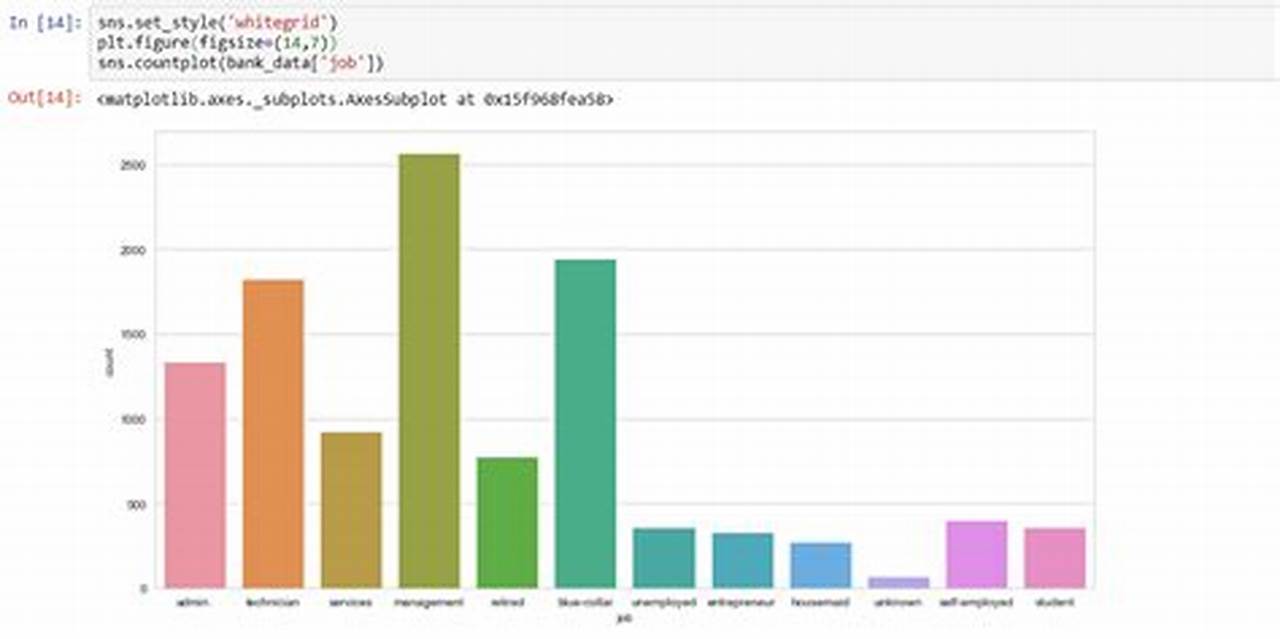 In [14]: sns.set_style('whitegrid')
plt.figure(figsize=(14,7))
sns.countplot(bank_data['job'])
Out[14]: <matplotlib.axes._subplots.AxesSubplot at 0x15f968fea58>
2500
2000
1500
1000
500
0
count
admin. technician services management retired blue-collar unemployed entrepreneur housemaid unknown self-employed student
job